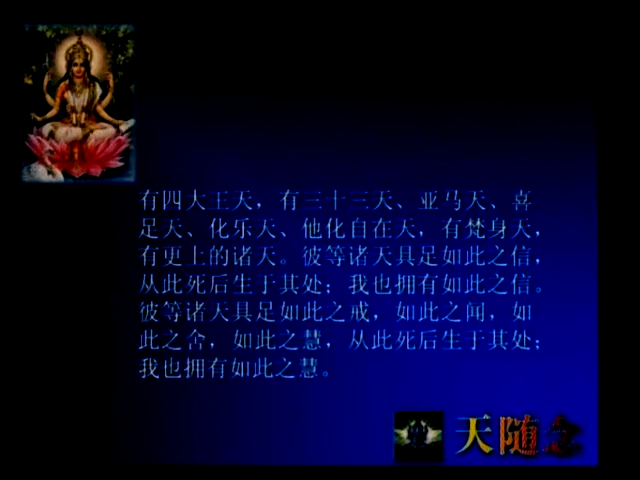 有四大王天，有三十三天、亚马天、喜
足天、化乐天、他化自在天，有梵身天，
有更上的诸天。彼等诸天具足如此之信，
从此死后生于其处；我也拥有如此之信。
彼等诸天具足如此之戒，如此之闻，如
此之舍，如此之慧，从此死后生于其处；
我也拥有如此之慧。
天随念